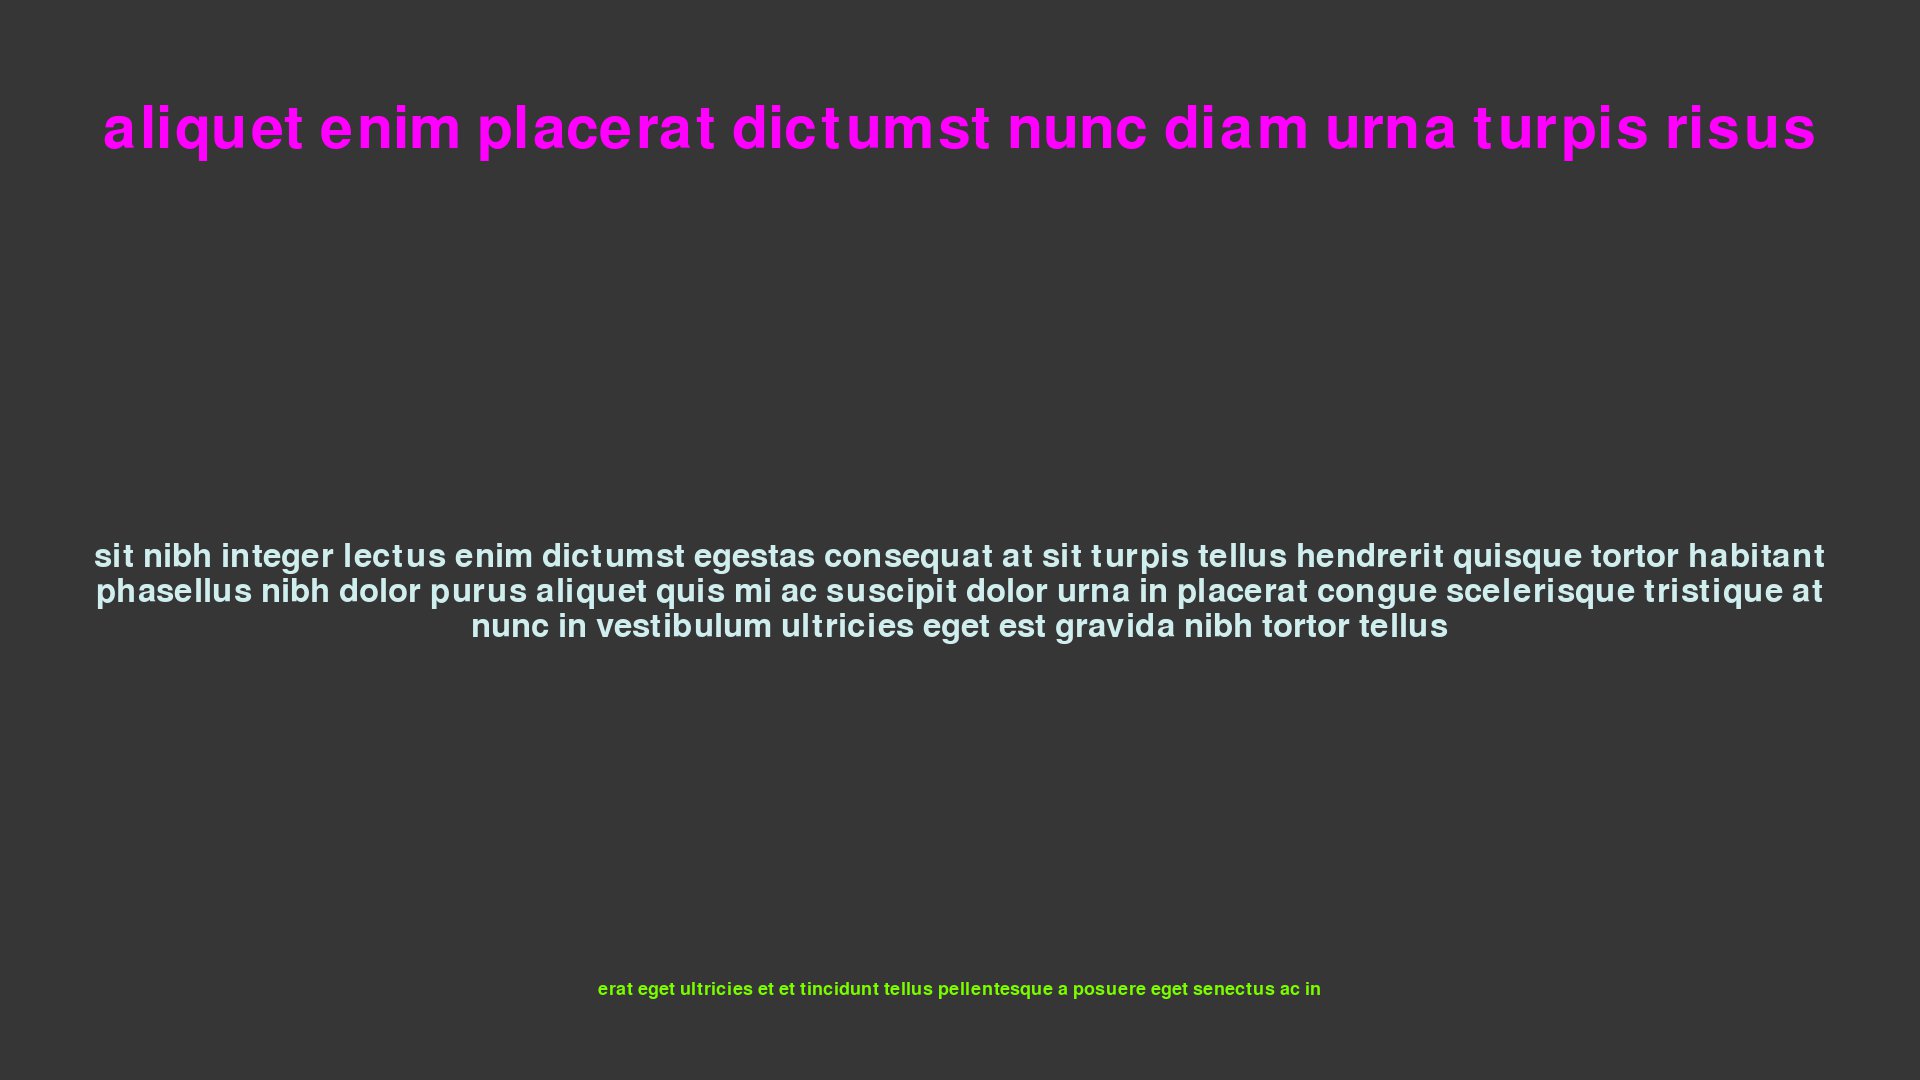 aliquet enim placerat dictumst nunc diam urna turpis risus
sit nibh integer lectus enim dictumst egestas consequat at sit turpis tellus hendrerit quisque tortor habitant
phasellus nibh dolor purus aliquet quis mi ac suscipit dolor urna in placerat congue scelerisque tristique at
nunc in vestibulum ultricies eget est gravida nibh tortor tellus
erat eget ultricies et et tincidunt tellus pellentesque a posuere eget senectus ac in